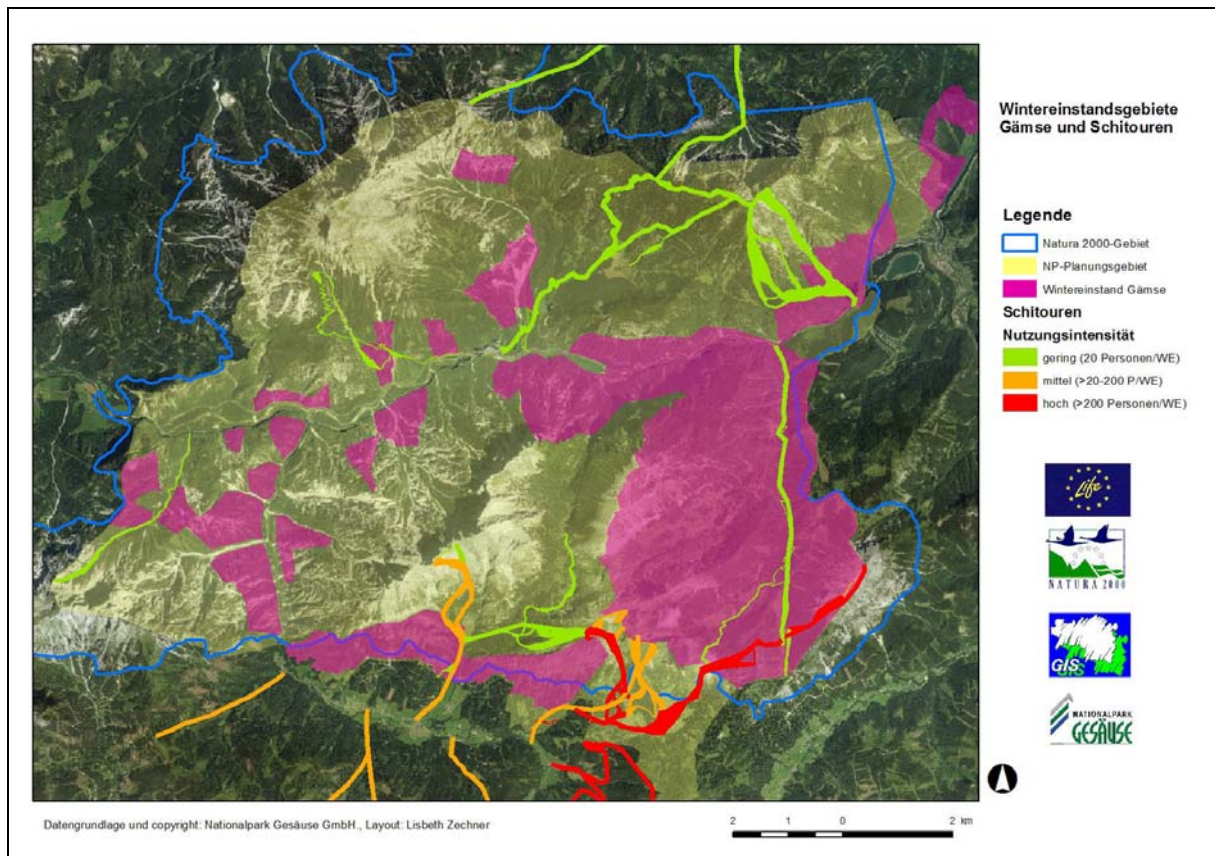 Wintereinstandsgebiete
Gämse und Schitouren
Legende
Natura 2000-Gebiet
NP-Planungsgebiet
Wintereinstand Gämse
Schitouren
Nutzungsintensität
gering (20 Personen/WE)
mittel (>20-200 P/WE)
hoch (>200 Personen/WE)
Life
NATURA 2000
GIS
NATIONALPARK
GESÄUSE
Datengrundlage und copyright: Nationalpark Gesäuse GmbH., Layout: Lisbeth Zechner
2 1 0 2 km